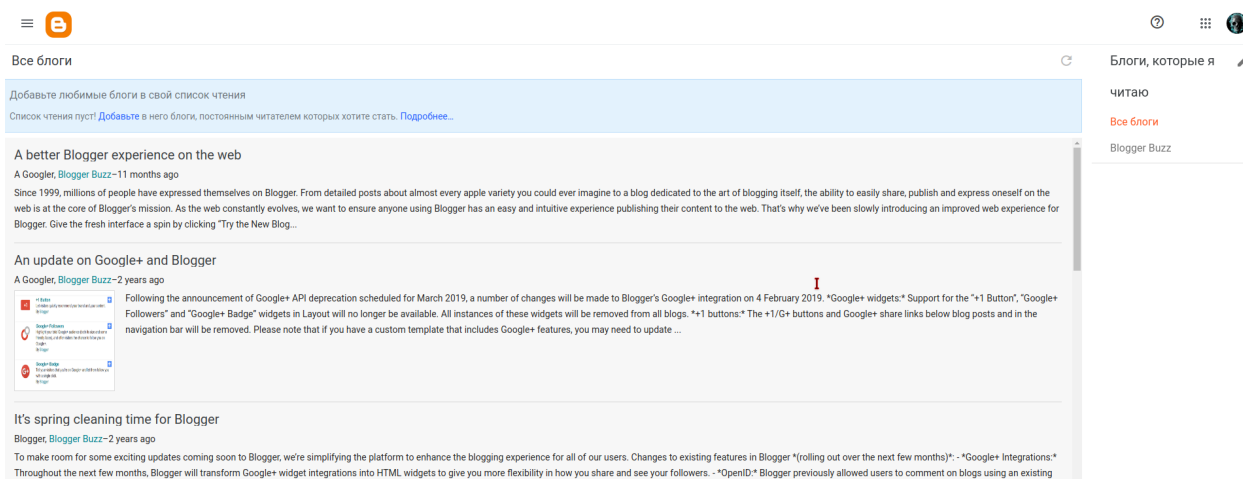 Все блоги
Блоги, которые я
читаю
Все блоги
Blogger Buzz
Добавьте любимые блоги в свой список чтения
Список чтения пуст! Добавьте в него блоги, постоянным читателем которых хотите стать. Подробнее…
A better Blogger experience on the web
A Googler, Blogger Buzz–11 months ago
Since 1999, millions of people have expressed themselves on Blogger. From detailed posts about almost every apple variety you could ever imagine to a blog dedicated to the art of blogging itself, the ability to easily share, publish and express oneself on the
web is at the core of Blogger's mission. As the web constantly evolves, we want to ensure anyone using Blogger has an easy and intuitive experience publishing their content to the web. That's why we've been slowly introducing an improved web experience for
Blogger. Give the fresh interface a spin by clicking "Try the New Blog...
An update on Google+ and Blogger
A Googler, Blogger Buzz–2 years ago
+1 Button
Google+ Followers
Google+ Badge
Following the announcement of Google+ API deprecation scheduled for March 2019, a number of changes will be made to Blogger's Google+ integration on 4 February 2019. *Google+ widgets:* Support for the "+1 Button", "Google+
Followers" and "Google+ Badge" widgets in Layout will no longer be available. All instances of these widgets will be removed from all blogs. *+1 buttons:* The +1/G+ buttons and Google+ share links below blog posts and in the
navigation bar will be removed. Please note that if you have a custom template that includes Google+ features, you may need to update ...
It's spring cleaning time for Blogger
Blogger, Blogger Buzz–2 years ago
To make room for some exciting updates coming soon to Blogger, we're simplifying the platform to enhance the blogging experience for all of our users. Changes to existing features in Blogger *(rolling out over the next few months)*: - *Google+ Integrations:*
Throughout the next few months, Blogger will transform Google+ widget integrations into HTML widgets to give you more flexibility in how you share and see your followers. - *OpenID:* Blogger previously allowed users to comment on blogs using an existing